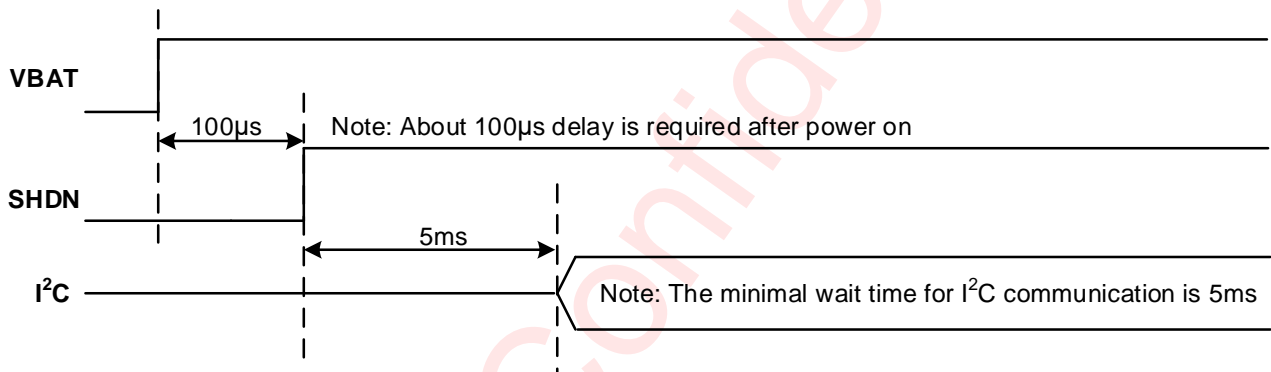 VBAT
100µs
Note: About 100µs delay is required after power on
SHDN
5ms
I²C
Note: The minimal wait time for I²C communication is 5ms
Confide